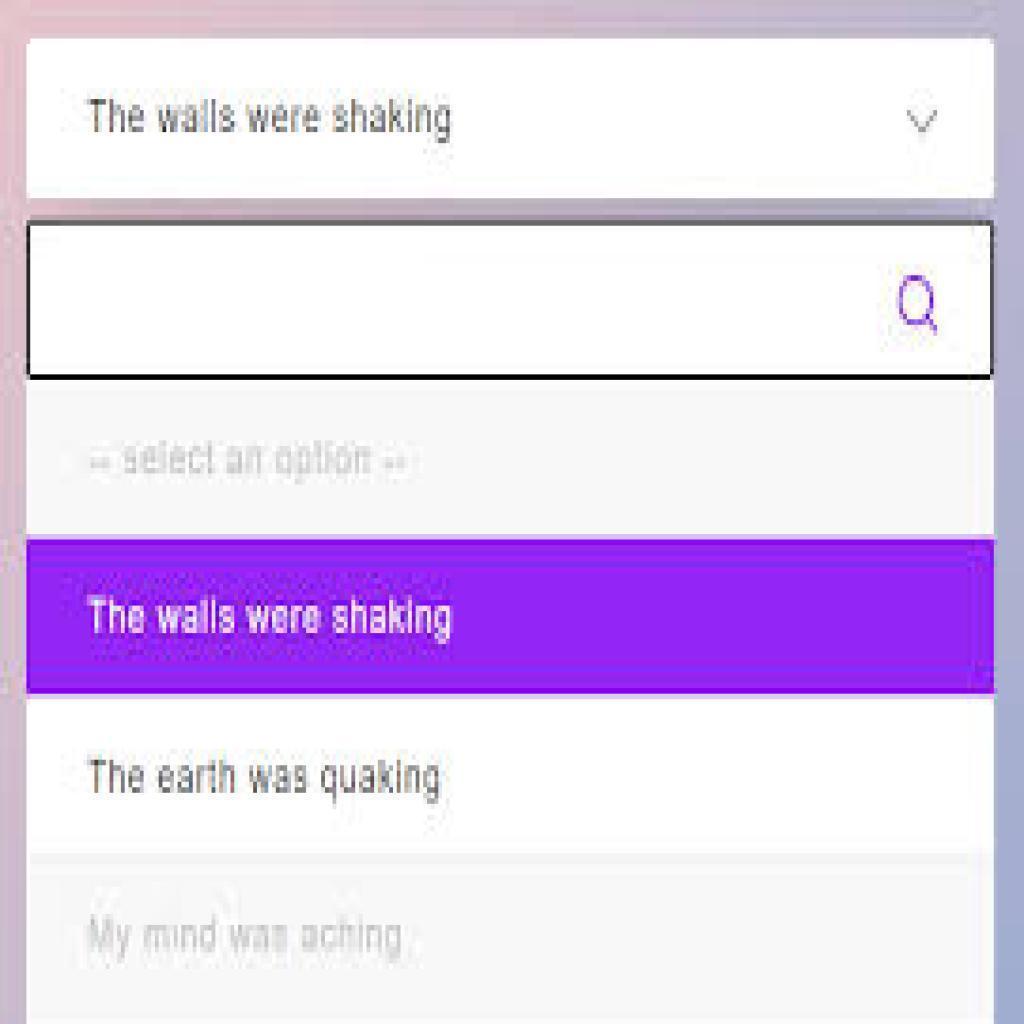 The walls were shaking
-- select an option --
The walls were shaking
The earth was quaking
My mind was aching